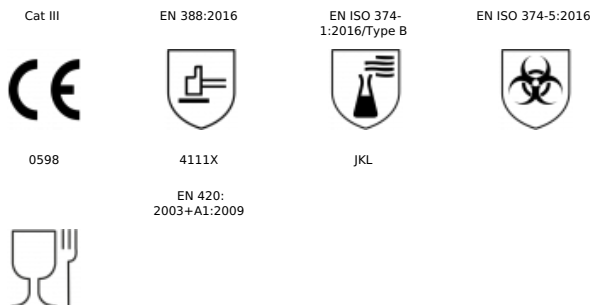 Cat III
EN 388:2016
EN ISO 374-
1:2016/Type B
EN ISO 374-5:2016
CE
0598
4111X
JKL
EN 420:
2003+A1:2009